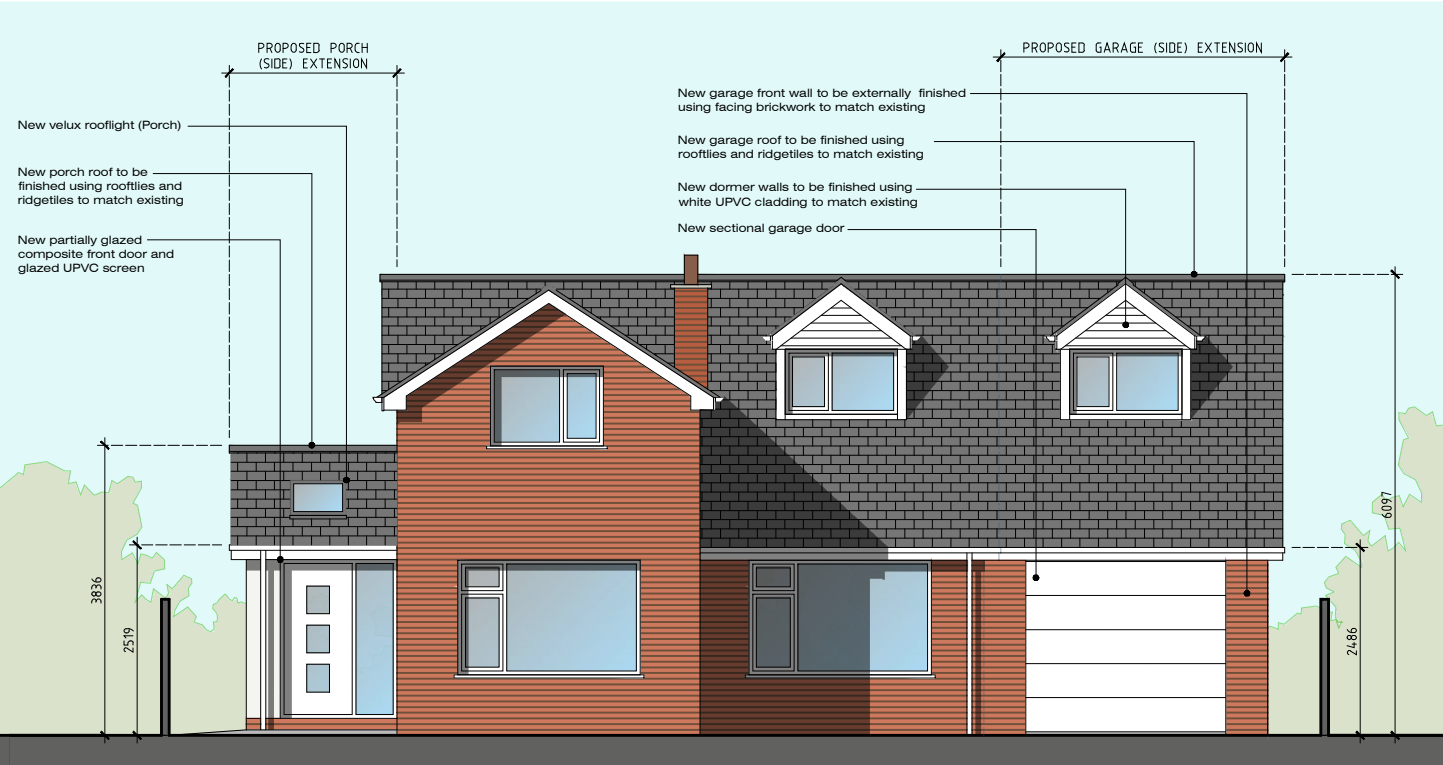 PROPOSED PORCH
(SIDE) EXTENSION
PROPOSED GARAGE (SIDE) EXTENSION
New velux rooflight (Porch)
New porch roof to be
finished using rooftlies and
ridgetiles to match existing
New partially glazed
composite front door and
glazed UPVC screen
New garage front wall to be externally finished
using facing brickwork to match existing
New garage roof to be finished using
rooftlies and ridgetiles to match existing
New dormer walls to be finished using
white UPVC cladding to match existing
New sectional garage door
3836
2519
6097
2486